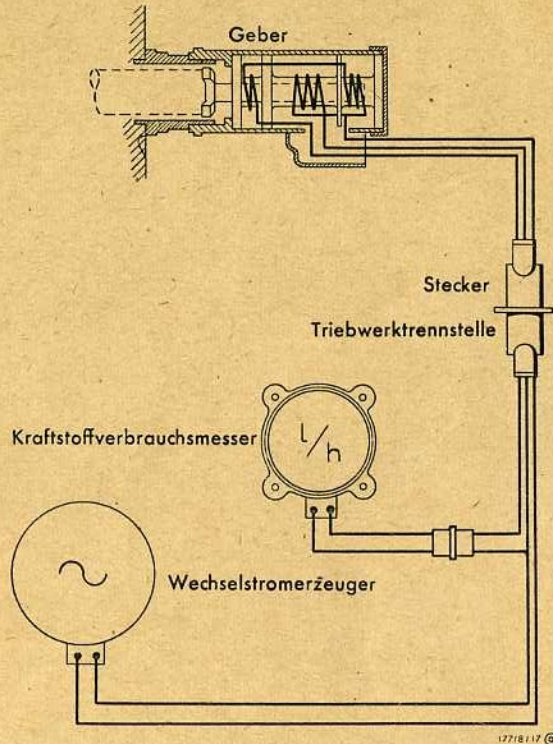 Geber
Stecker
Triebwerktrennstelle
Kraftstoffverbrauchsmesser
l/h
Wechselstromerzeuger